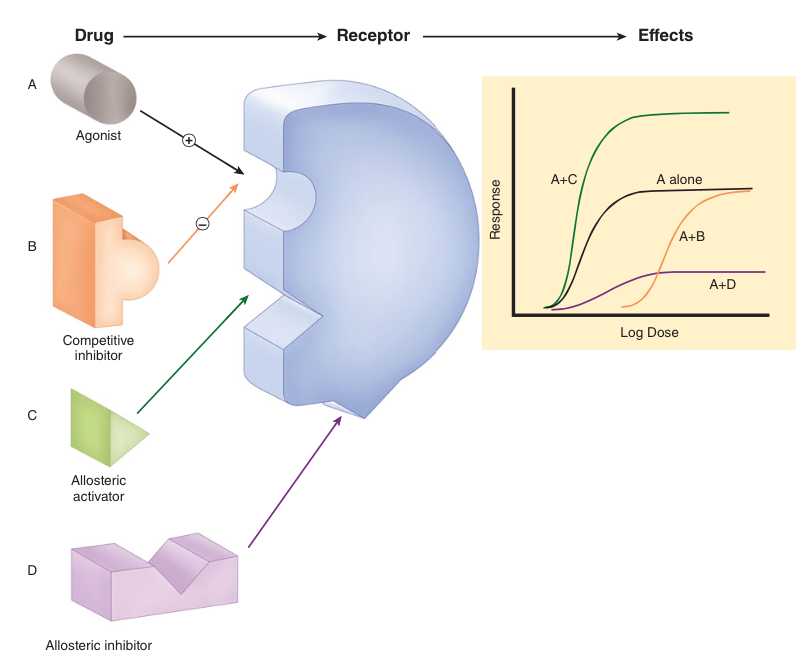 Drug
Receptor
Effects
A
Agonist
+
B
−
Competitive
inhibitor
C
Allosteric
activator
D
Allosteric inhibitor
Response
A+C
A alone
A+B
A+D
Log Dose